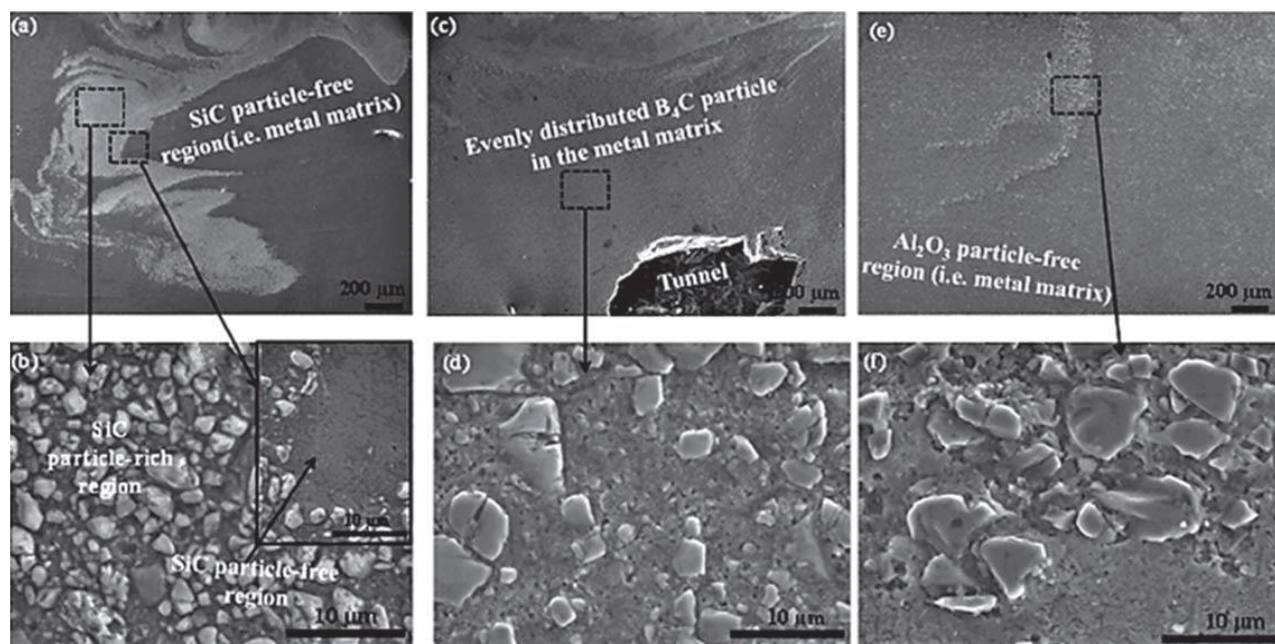 (a)
SiC particle-free
region(i.e. metal matrix)
200 μm
(c)
Evenly distributed B₄C particle
in the metal matrix
Tunnel
μm
(e)
Al₂O₃ particle-free
region (i.e. metal matrix)
200 μm
(b)
SiC
particle-rich
region
10 μm
SiC particle-free
region
10 μm
(d)
10 μm
(f)
10 μm